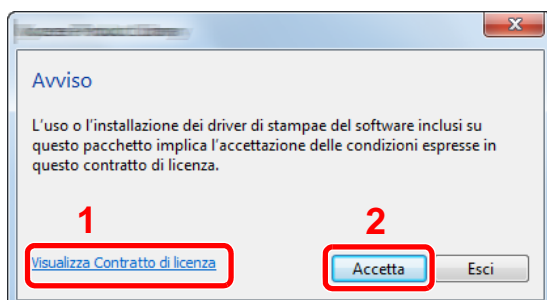 Avviso
L'uso o l'installazione dei driver di stampae del software inclusi su
questo pacchetto implica l'accettazione delle condizioni espresse in
questo contratto di licenza.
1
2
Visualizza Contratto di licenza
Accetta
Esci